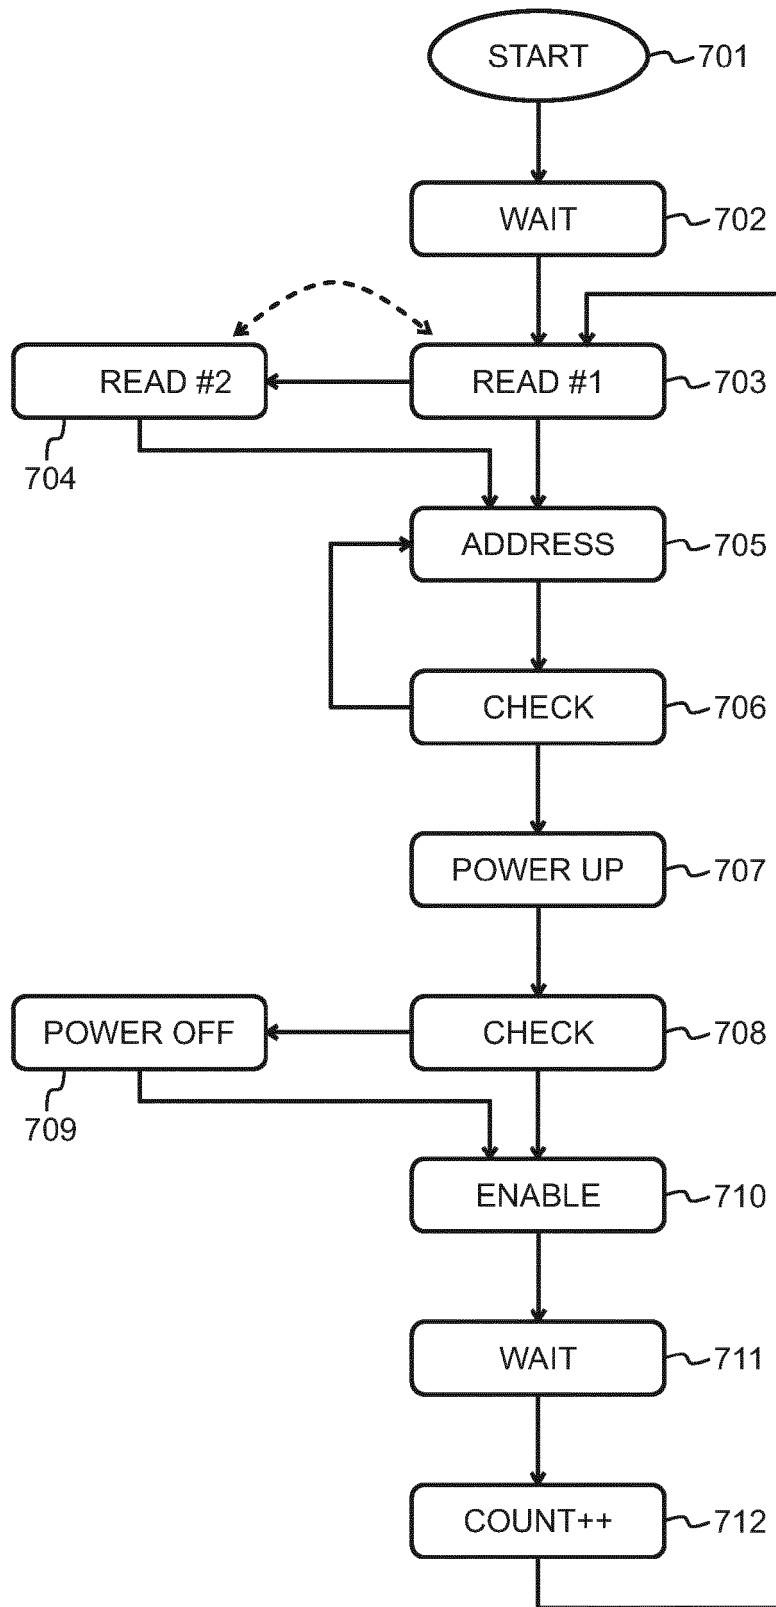 START 701
WAIT 702
READ #2 READ #1 703
704
ADDRESS 705
CHECK 706
POWER UP 707
POWER OFF CHECK 708
709
ENABLE 710
WAIT 711
COUNT++ 712